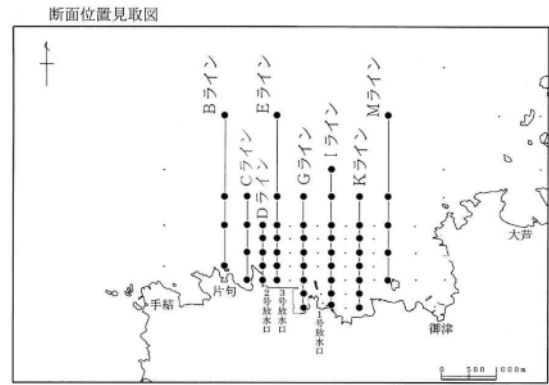 断面位置見取図
Bライン
Cライン
Dライン
Eライン
Gライン
Iライン
Kライン
Mライン
大芦
片句
手結
御津
2号放水口
3号放水口
1号放水口
0 500 1000m